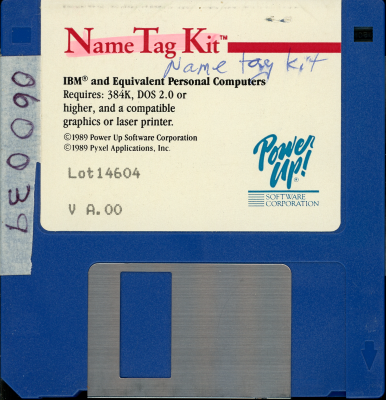 Name Tag Kit™
Name tag kit
IBM® and Equivalent Personal Computers
Requires: 384K, DOS 2.0 or
higher, and a compatible
graphics or laser printer.
©1989 Power Up Software Corporation
©1989 Pyxel Applications, Inc.
Lot14604
V A.00
Power
Up!®
SOFTWARE
CORPORATION
060039